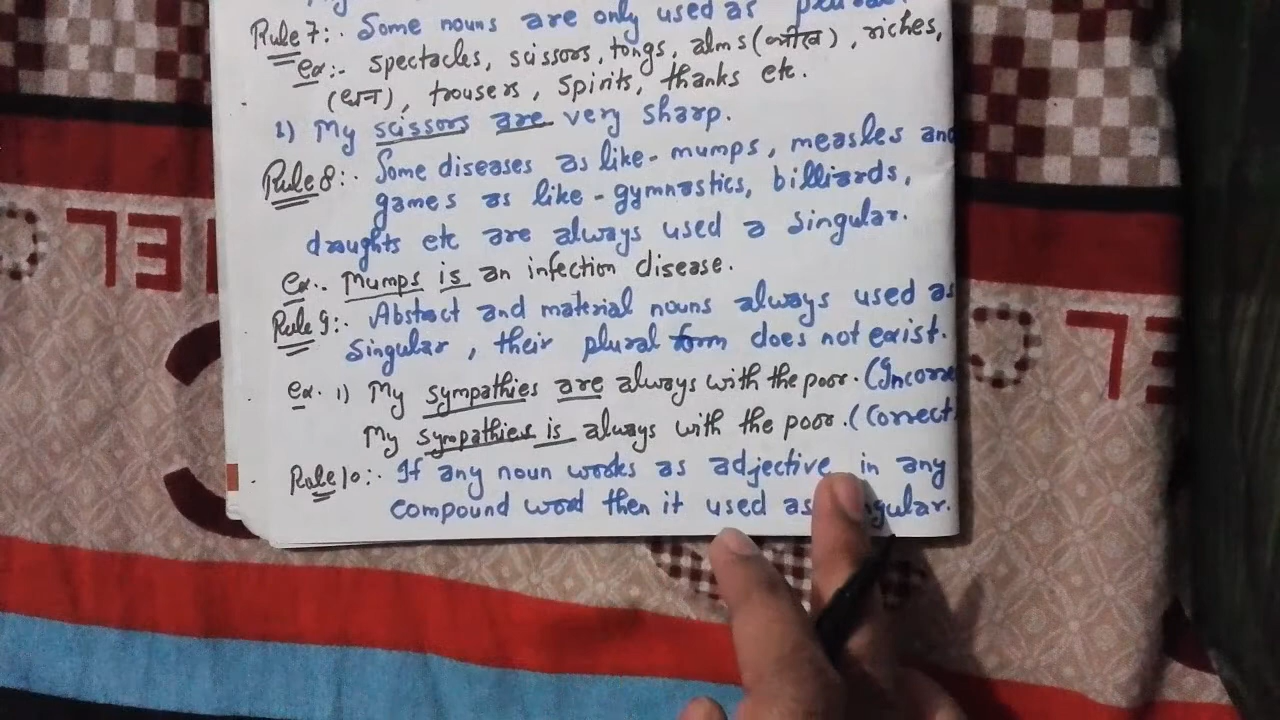 Rule 7:. Some nouns are only used as
ex:- spectacles, scissors, tongs, alms (भीख), riches,
(धन), trousers, spirits, thanks etc.
1) My scissors are very sharp.
Rule 8:. Some diseases as like - mumps, measles and
games as like - gymnastics, billiards,
draughts etc are always used a singular.
ex.. Mumps is an infection disease.
Rule 9:. Abstract and material nouns always used as
singular, their plural form does not exist.
ex. 1) My sympathies are always with the poor. (Incorre
My sympathies is always with the poor. (Correct
Rule 10:. If any noun works as adjective in any
compound word then it used as gular.